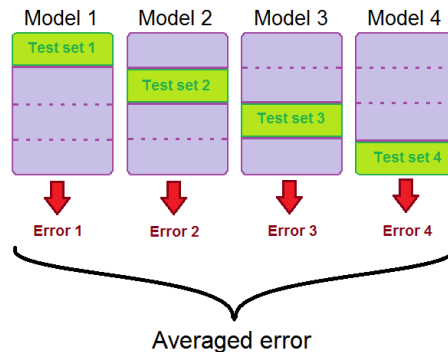 Model 1 Model 2 Model 3 Model 4
Test set 1
Test set 2
Test set 3
Test set 4
Error 1 Error 2 Error 3 Error 4
Averaged error